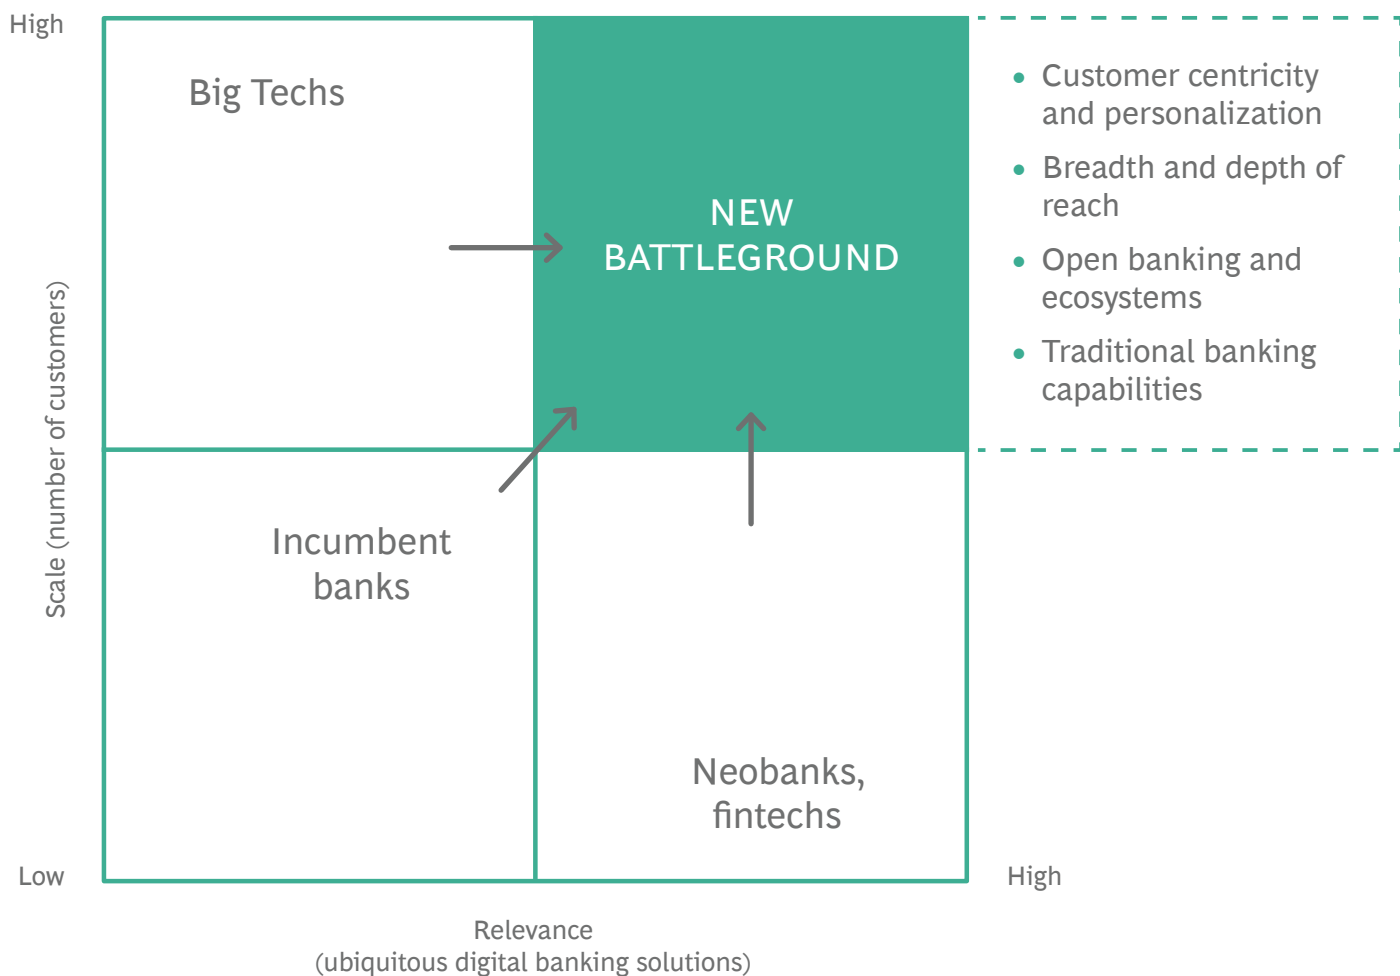 High
Big Techs
NEW
BATTLEGROUND
• Customer centricity
and personalization
• Breadth and depth of
reach
• Open banking and
ecosystems
• Traditional banking
capabilities
Scale (number of customers)
Incumbent
banks
Neobanks,
fintechs
Low
High
Relevance
(ubiquitous digital banking solutions)